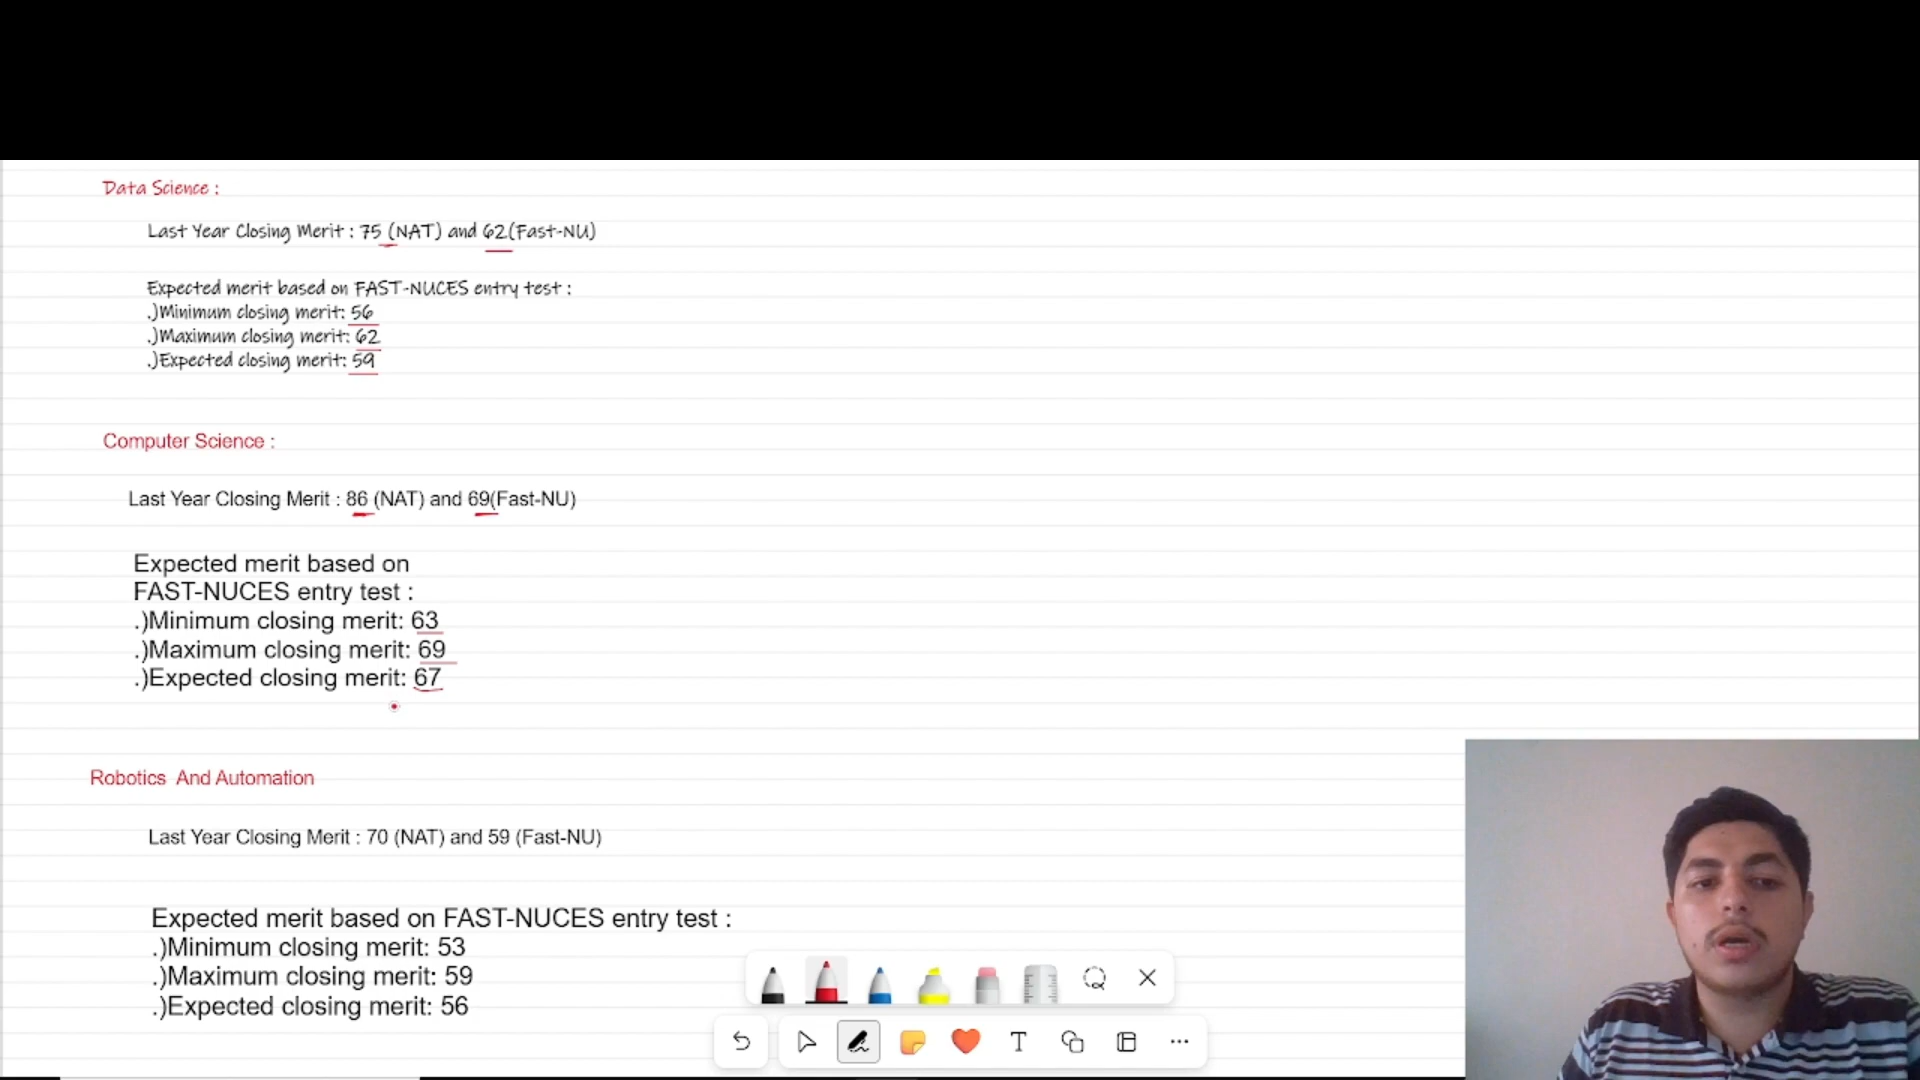 Data Science :
Last Year Closing Merit : 75 (NAT) and 62(Fast-NU)
Expected merit based on FAST-NUCES entry test :
.)Minimum closing merit: 56
.)Maximum closing merit: 62
.)Expected closing merit: 59
Computer Science :
Last Year Closing Merit : 86 (NAT) and 69(Fast-NU)
Expected merit based on
FAST-NUCES entry test :
.)Minimum closing merit: 63
.)Maximum closing merit: 69
.)Expected closing merit: 67
Robotics And Automation
Last Year Closing Merit : 70 (NAT) and 59 (Fast-NU)
Expected merit based on FAST-NUCES entry test :
.)Minimum closing merit: 53
.)Maximum closing merit: 59
.)Expected closing merit: 56